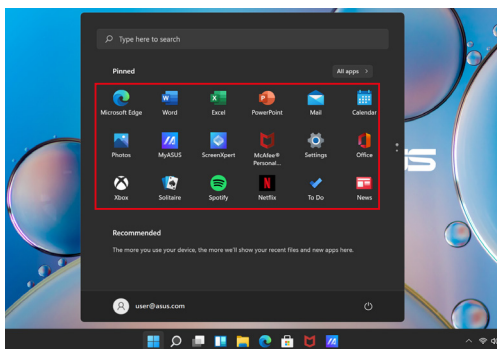 Type here to search
Pinned
All apps >
Microsoft Edge Word Excel PowerPoint Mail Calendar
Photos MyASUS ScreenXpert McAfee® Personal... Settings Office
Xbox Solitaire Spotify Netflix To Do News
Recommended
The more you use your device, the more we'll show your recent files and new apps here.
user@asus.com